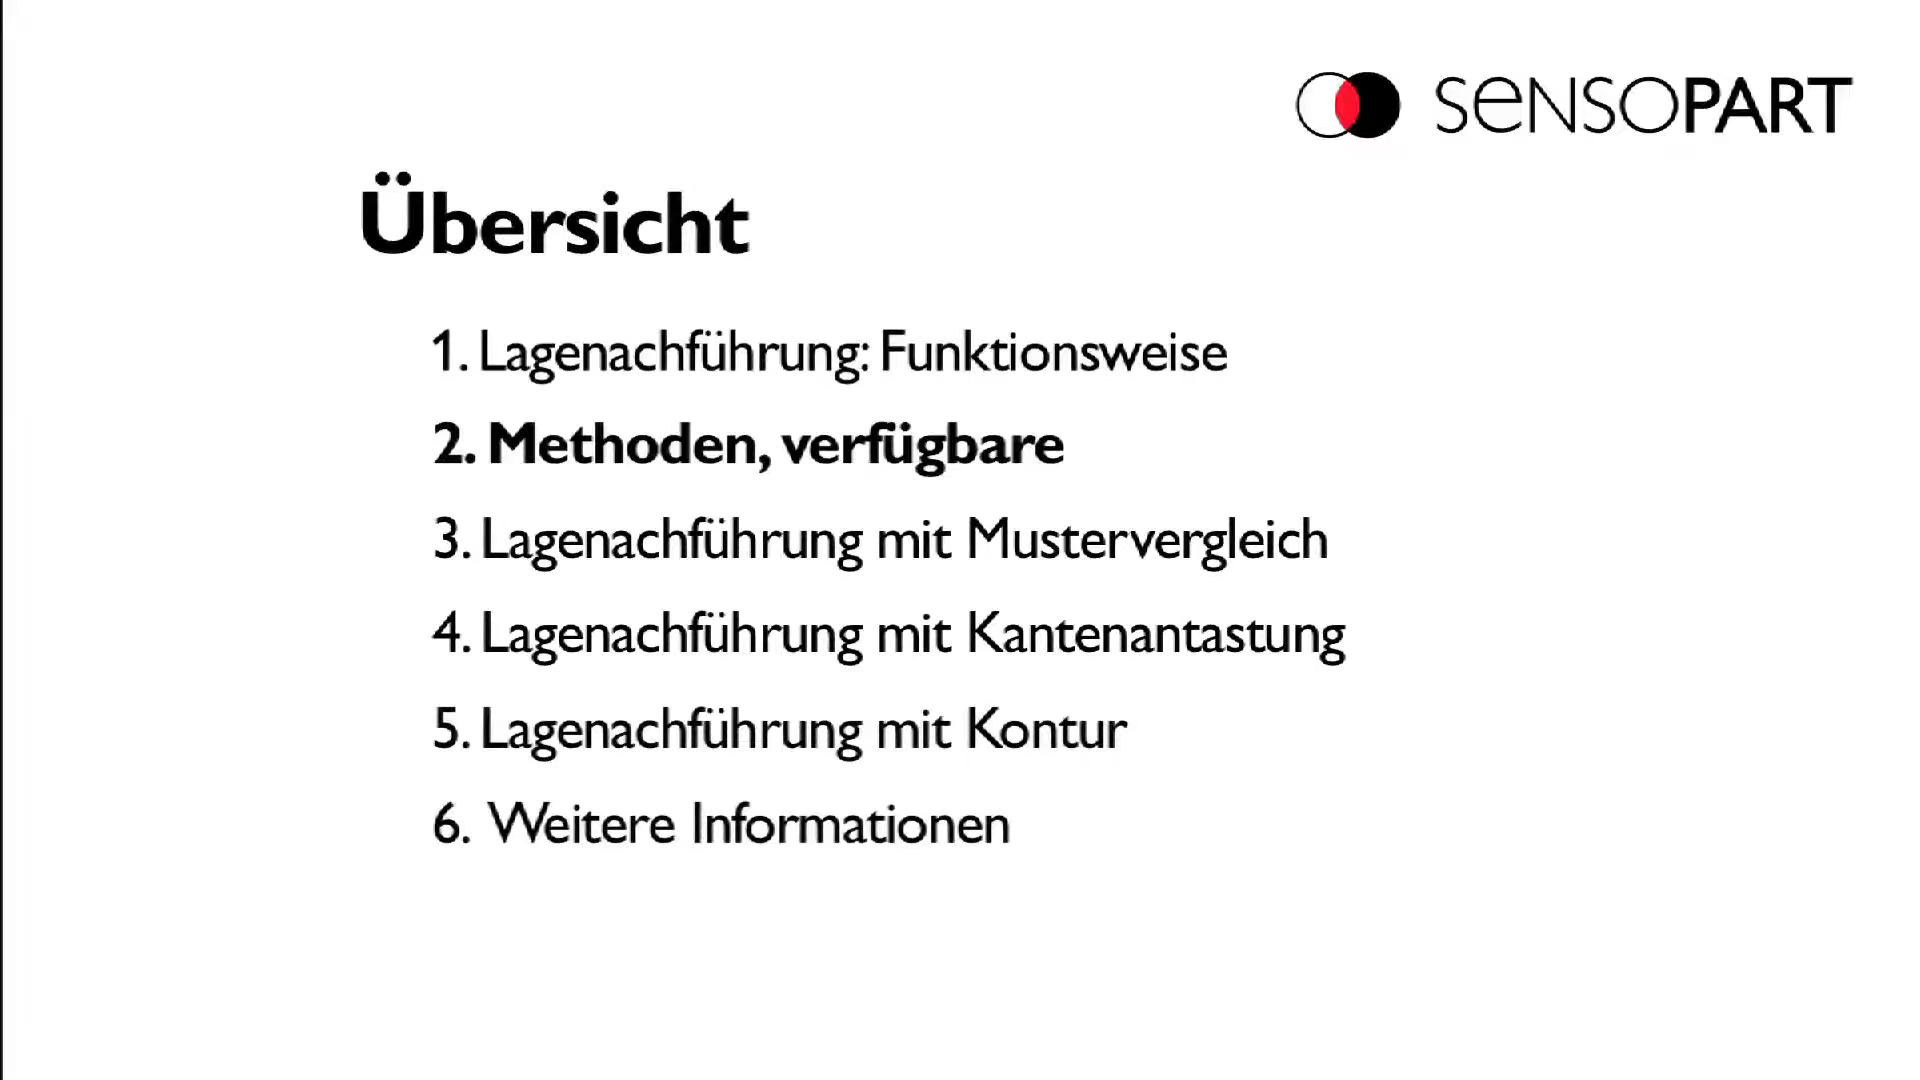 SENSOPART
Übersicht
1. Lagenachführung: Funktionsweise
2. Methoden, verfügbare
3. Lagenachführung mit Mustervergleich
4. Lagenachführung mit Kantenantastung
5. Lagenachführung mit Kontur
6. Weitere Informationen